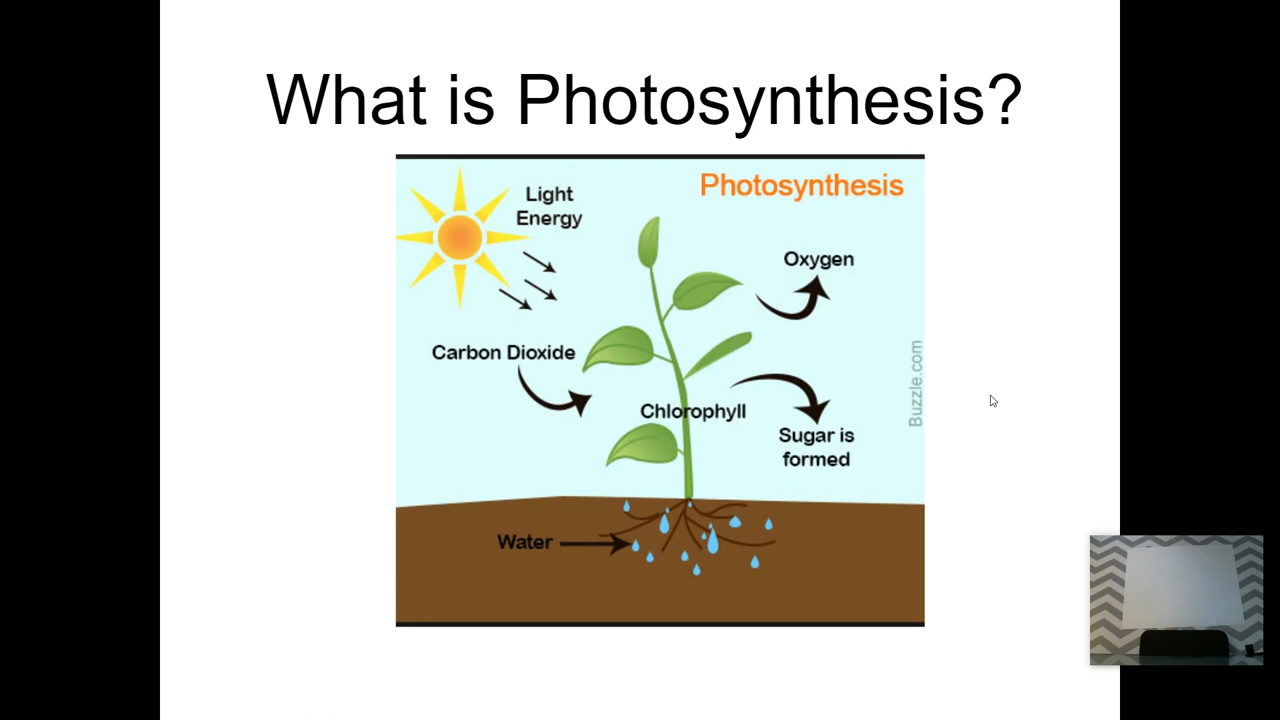 What is Photosynthesis?
Photosynthesis
Light
Energy
Oxygen
Carbon Dioxide
Chlorophyll
Sugar is
formed
Water
Buzzle.com